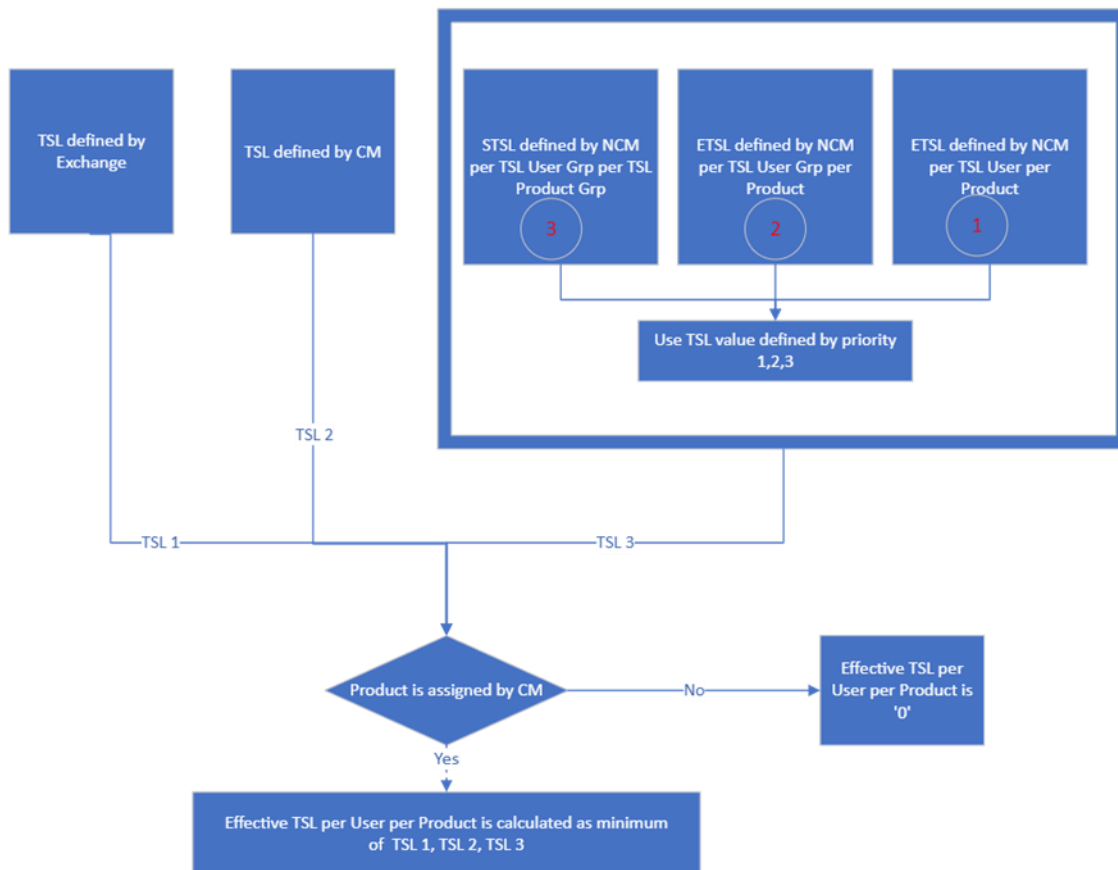 TSL defined by
Exchange
TSL defined by CM
STSL defined by NCM
per TSL User Grp per TSL
Product Grp
3
ETSL defined by NCM
per TSL User Grp per
Product
2
ETSL defined by NCM
per TSL User per
Product
1
Use TSL value defined by priority
1,2,3
TSL 2
TSL 1
TSL 3
Product is assigned by CM
No
Effective TSL per
User per Product is
'0'
Yes
Effective TSL per User per Product is calculated as minimum
of TSL 1, TSL 2, TSL 3